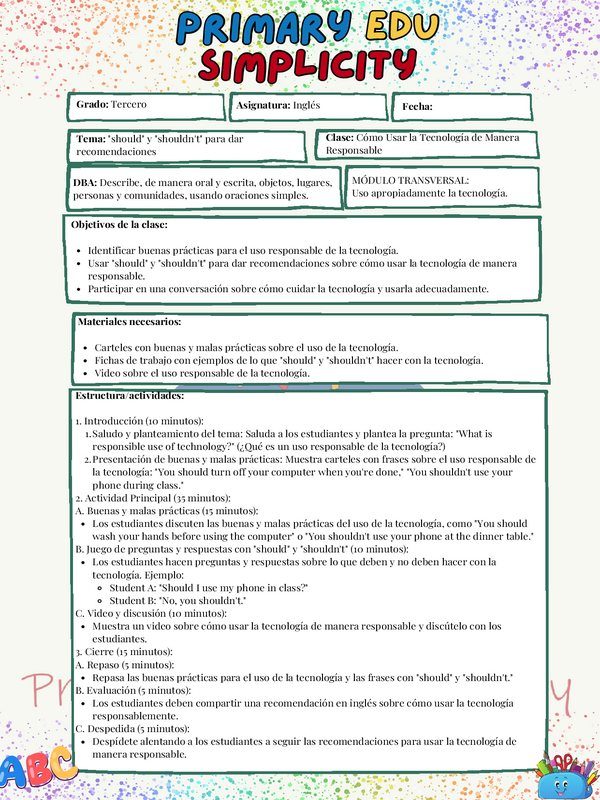 PRIMARY EDU
SIMPLICITY
Grado: Tercero
Asignatura: Inglés
Fecha:
Tema: "should" y "shouldn't" para dar
recomendaciones
Clase: Cómo Usar la Tecnología de Manera
Responsable
DBA: Describe, de manera oral y escrita, objetos, lugares,
personas y comunidades, usando oraciones simples.
MÓDULO TRANSVERSAL:
Uso apropiadamente la tecnología.
Objetivos de la clase:
• Identificar buenas prácticas para el uso responsable de la tecnología.
• Usar "should" y "shouldn't" para dar recomendaciones sobre cómo usar la tecnología de manera
responsable.
• Participar en una conversación sobre cómo cuidar la tecnología y usarla adecuadamente.
Materiales necesarios:
• Carteles con buenas y malas prácticas sobre el uso de la tecnología.
• Fichas de trabajo con ejemplos de lo que "should" y "shouldn't" hacer con la tecnología.
• Video sobre el uso responsable de la tecnología.
Estructura/actividades:
1. Introducción (10 minutos):
1. Saludo y planteamiento del tema: Saluda a los estudiantes y plantea la pregunta: "What is
responsible use of technology?" (¿Qué es un uso responsable de la tecnología?)
2. Presentación de buenas y malas prácticas: Muestra carteles con frases sobre el uso responsable de
la tecnología: "You should turn off your computer when you're done," "You shouldn't use your
phone during class."
2. Actividad Principal (35 minutos):
A. Buenas y malas prácticas (15 minutos):
• Los estudiantes discuten las buenas y malas prácticas del uso de la tecnología, como "You should
wash your hands before using the computer" o "You shouldn't use your phone at the dinner table."
B. Juego de preguntas y respuestas con "should" y "shouldn't" (10 minutos):
• Los estudiantes hacen preguntas y respuestas sobre lo que deben y no deben hacer con la
tecnología. Ejemplo:
○ Student A: "Should I use my phone in class?"
○ Student B: "No, you shouldn't."
C. Video y discusión (10 minutos):
• Muestra un video sobre cómo usar la tecnología de manera responsable y discútelo con los
estudiantes.
3. Cierre (15 minutos):
A. Repaso (5 minutos):
• Repasa las buenas prácticas para el uso de la tecnología y las frases con "should" y "shouldn't."
B. Evaluación (5 minutos):
• Los estudiantes deben compartir una recomendación en inglés sobre cómo usar la tecnología
responsablemente.
C. Despedida (5 minutos):
• Despídete alentando a los estudiantes a seguir las recomendaciones para usar la tecnología de
manera responsable.
ABC